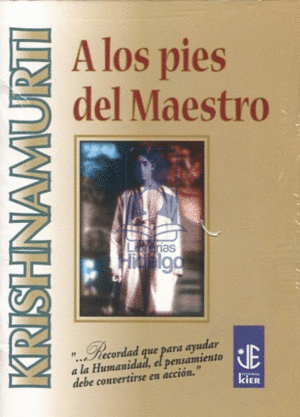 KRISHNAMURTI
A los pies
del Maestro
Librerías
Hidalgo
"...Recordad que para ayudar
a la Humanidad, el pensamiento
debe convertirse en acción."
KIER